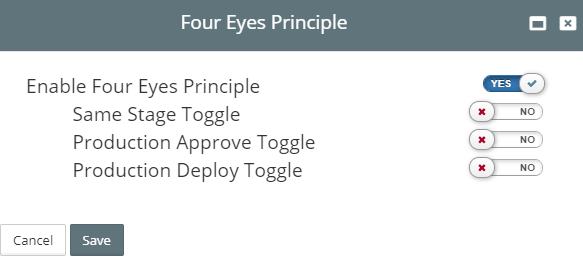 Four Eyes Principle
Enable Four Eyes Principle YES
Same Stage Toggle NO
Production Approve Toggle NO
Production Deploy Toggle NO
Cancel Save